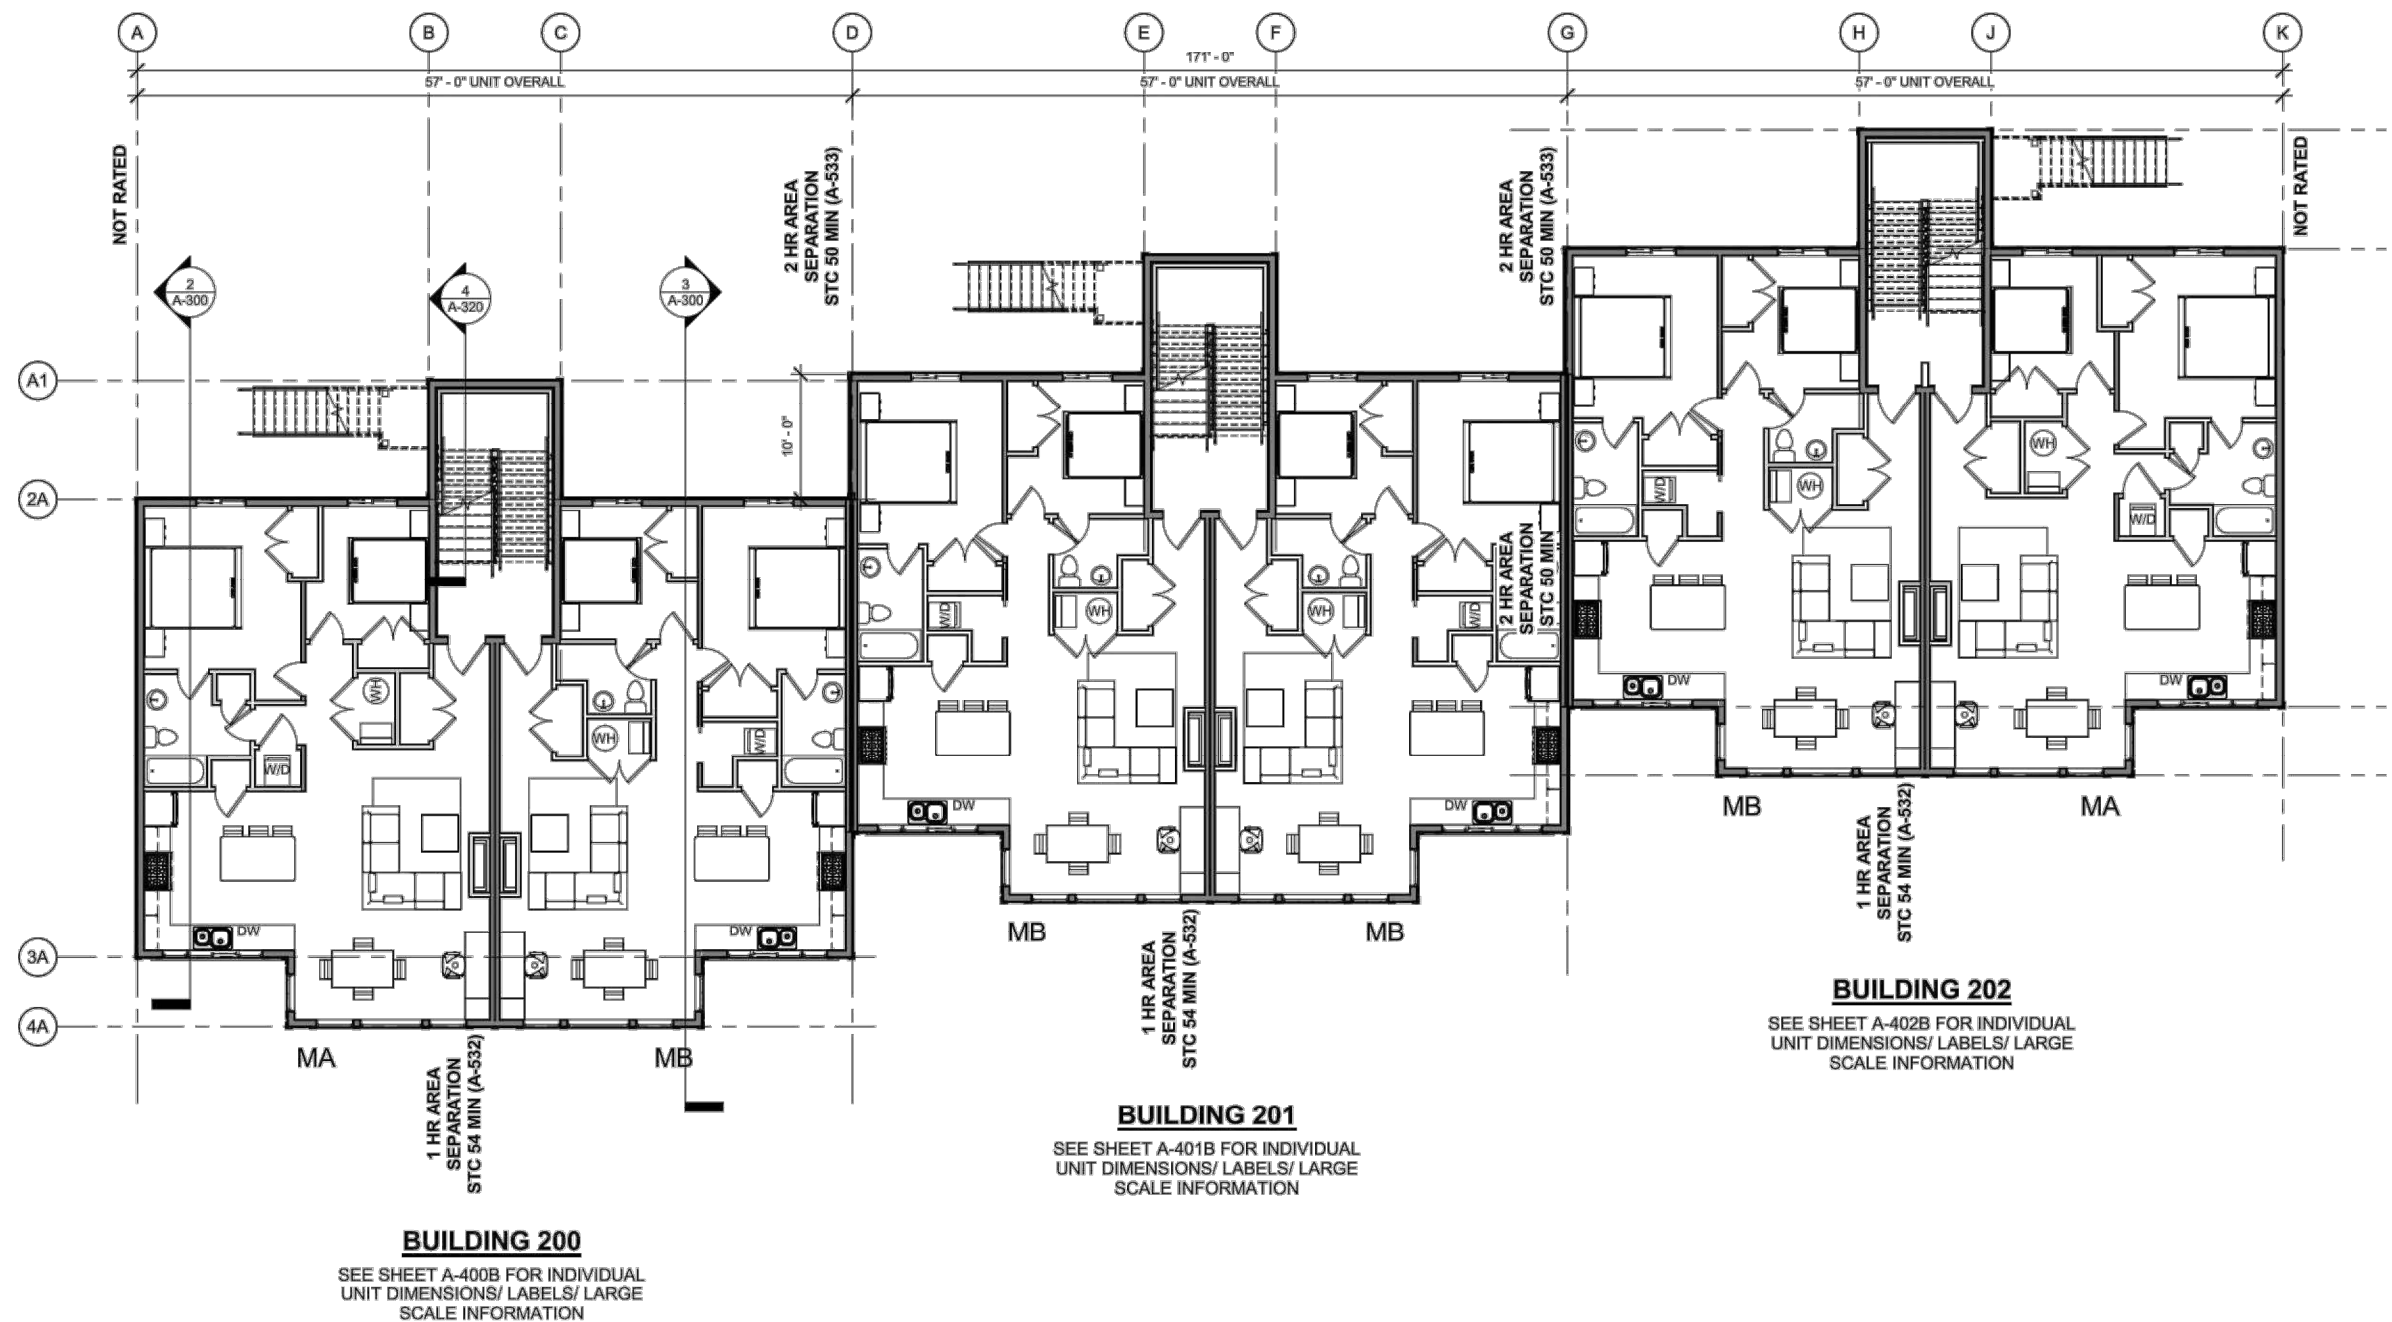 A
B
C
D
E
F
G
H
J
K
171' - 0"
57' - 0" UNIT OVERALL
57' - 0" UNIT OVERALL
57' - 0" UNIT OVERALL
NOT RATED
2 HR AREA
SEPARATION
STC 50 MIN (A-533)
2 HR AREA
SEPARATION
STC 50 MIN (A-533)
NOT RATED
2
A-300
4
A-320
3
A-300
A1
2A
3A
4A
10' - 0"
2 HR AREA
SEPARATION
STC 50 MIN
WH
W/D
WH
W/D
DW
DW
W/D
WH
WH
W/D
DW
DW
W/D
WH
WH
W/D
DW
DW
MA
MB
1 HR AREA
SEPARATION
STC 54 MIN (A-532)
BUILDING 200
SEE SHEET A-400B FOR INDIVIDUAL
UNIT DIMENSIONS/ LABELS/ LARGE
SCALE INFORMATION
MB
MB
1 HR AREA
SEPARATION
STC 54 MIN (A-532)
BUILDING 201
SEE SHEET A-401B FOR INDIVIDUAL
UNIT DIMENSIONS/ LABELS/ LARGE
SCALE INFORMATION
MB
MA
1 HR AREA
SEPARATION
STC 54 MIN (A-532)
BUILDING 202
SEE SHEET A-402B FOR INDIVIDUAL
UNIT DIMENSIONS/ LABELS/ LARGE
SCALE INFORMATION